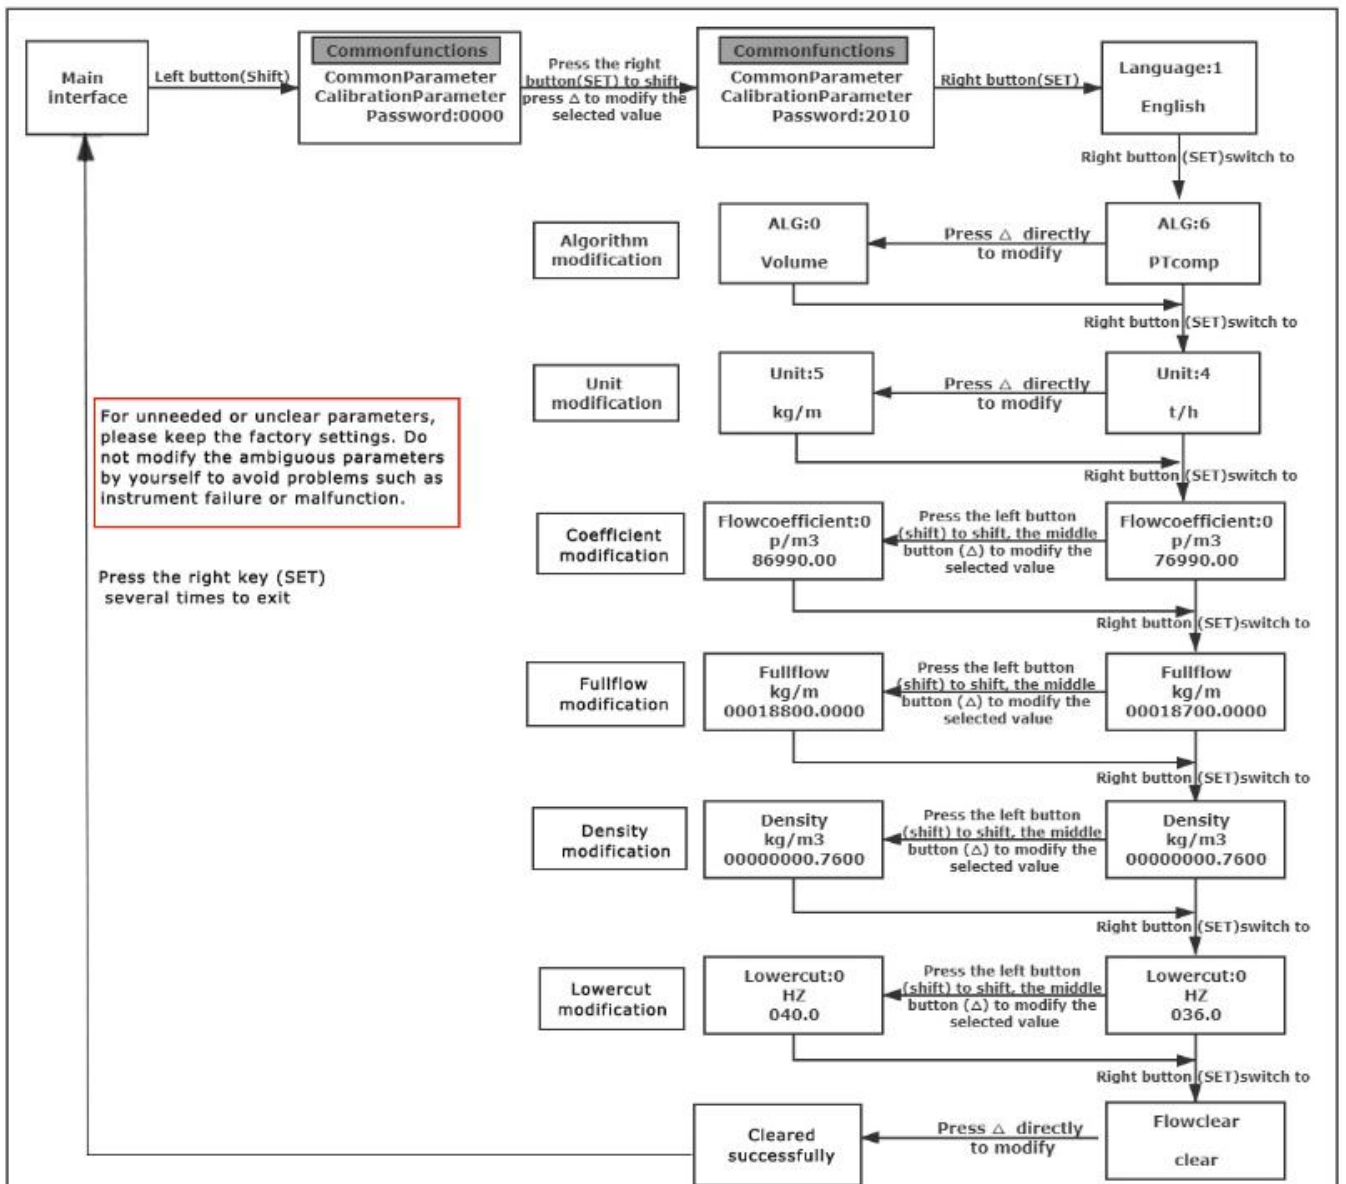 Main
interface
Left button(Shift)
Commonfunctions
CommonParameter
CalibrationParameter
Password:0000
Press the right
button(SET) to shift,
press △ to modify the
selected value
Commonfunctions
CommonParameter
CalibrationParameter
Password:2010
Right button(SET)
Language:1
English
Right button (SET)switch to
Algorithm
modification
ALG:0
Volume
Press △ directly
to modify
ALG:6
PTcomp
Right button (SET)switch to
Unit
modification
Unit:5
kg/m
Press △ directly
to modify
Unit:4
t/h
Right button (SET)switch to
For unneeded or unclear parameters,
please keep the factory settings. Do
not modify the ambiguous parameters
by yourself to avoid problems such as
instrument failure or malfunction.
Coefficient
modification
Flowcoefficient:0
p/m3
86990.00
Press the left button
(shift) to shift, the middle
button (△) to modify the
selected value
Flowcoefficient:0
p/m3
76990.00
Right button (SET)switch to
Press the right key (SET)
several times to exit
Fullflow
modification
Fullflow
kg/m
00018800.0000
Press the left button
(shift) to shift, the middle
button (△) to modify the
selected value
Fullflow
kg/m
00018700.0000
Right button (SET)switch to
Density
modification
Density
kg/m3
00000000.7600
Press the left button
(shift) to shift, the middle
button (△) to modify the
selected value
Density
kg/m3
00000000.7600
Right button (SET)switch to
Lowercut
modification
Lowercut:0
HZ
040.0
Press the left button
(shift) to shift, the middle
button (△) to modify the
selected value
Lowercut:0
HZ
036.0
Right button (SET)switch to
Cleared
successfully
Press △ directly
to modify
Flowclear
clear